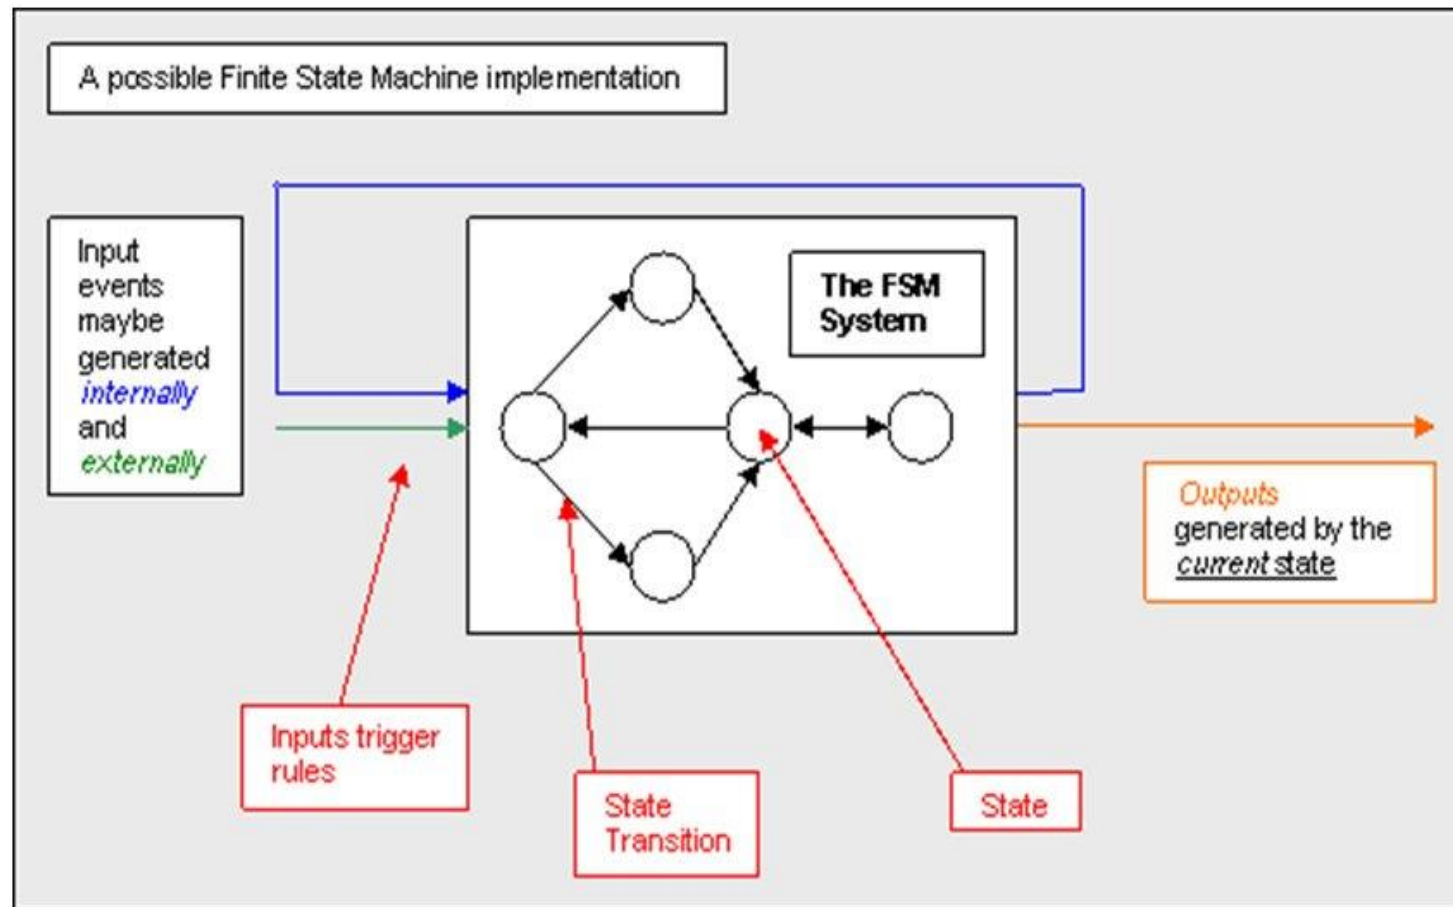 A possible Finite State Machine implementation
Input
events
maybe
generated
internally
and
externally
The FSM
System
Outputs
generated by the
current state
Inputs trigger
rules
State
Transition
State